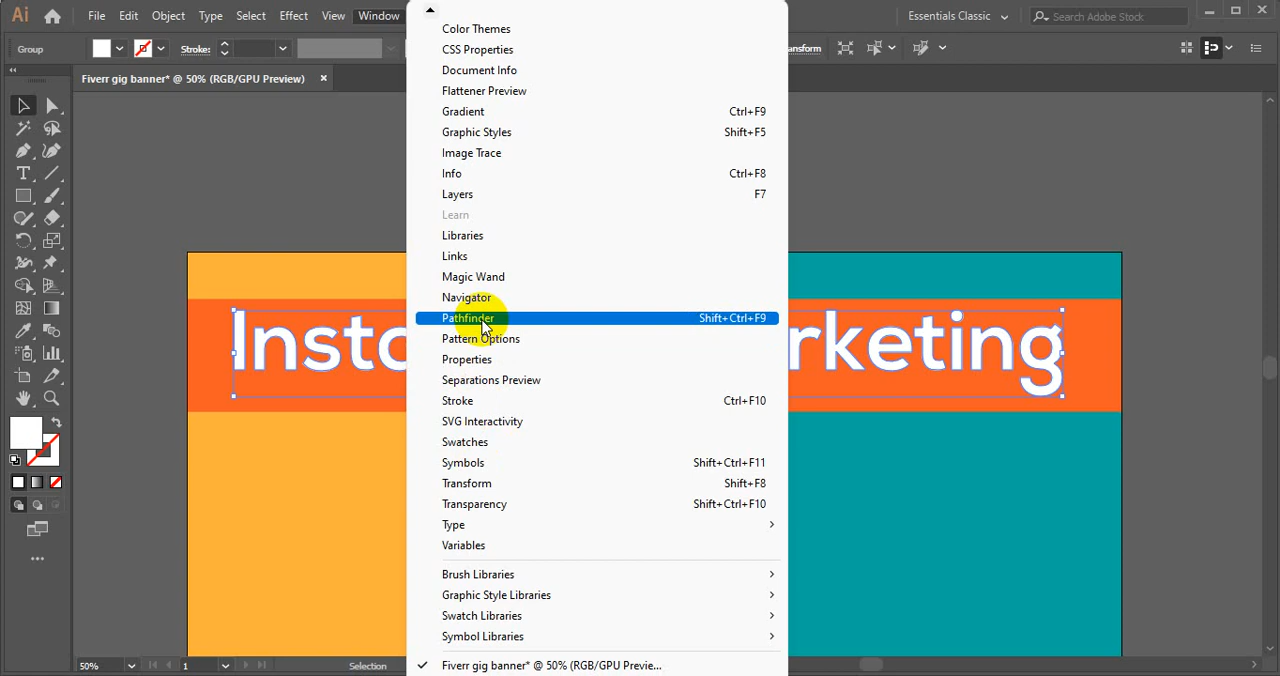 Ai File Edit Object Type Select Effect View Window Essentials Classic Search Adobe Stock
Group Stroke:
Fiverr gig banner* @ 50% (RGB/GPU Preview)
Color Themes
CSS Properties
Document Info
Flattener Preview
Gradient Ctrl+F9
Graphic Styles Shift+F5
Image Trace
Info Ctrl+F8
Layers F7
Learn
Libraries
Links
Magic Wand
Navigator
Pathfinder Shift+Ctrl+F9
Pattern Options
Properties
Separations Preview
Stroke Ctrl+F10
SVG Interactivity
Swatches
Symbols Shift+Ctrl+F11
Transform Shift+F8
Transparency Shift+Ctrl+F10
Type
Variables
Brush Libraries
Graphic Style Libraries
Swatch Libraries
Symbol Libraries
Fiverr gig banner* @ 50% (RGB/GPU Previe...
50% 1 Selection